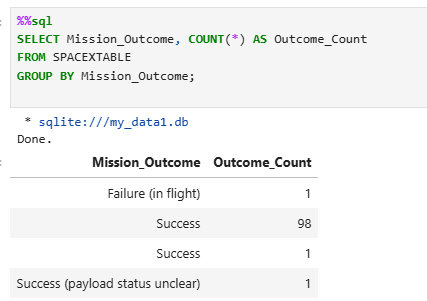 %%sql
SELECT Mission_Outcome, COUNT(*) AS Outcome_Count
FROM SPACEXTABLE
GROUP BY Mission_Outcome;
* sqlite:///my_data1.db
Done.
Mission_Outcome Outcome_Count
Failure (in flight) 1
Success 98
Success 1
Success (payload status unclear) 1